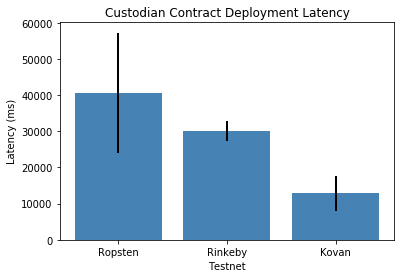 Custodian Contract Deployment Latency
60000
50000
40000
30000
20000
10000
0
Latency (ms)
Ropsten
Rinkeby
Kovan
Testnet